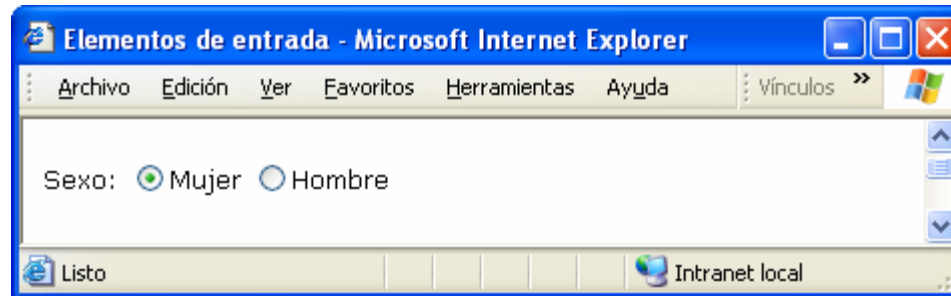 Elementos de entrada - Microsoft Internet Explorer
Archivo Edición Ver Favoritos Herramientas Ayuda Vínculos »
Sexo: Mujer Hombre
Listo Intranet local